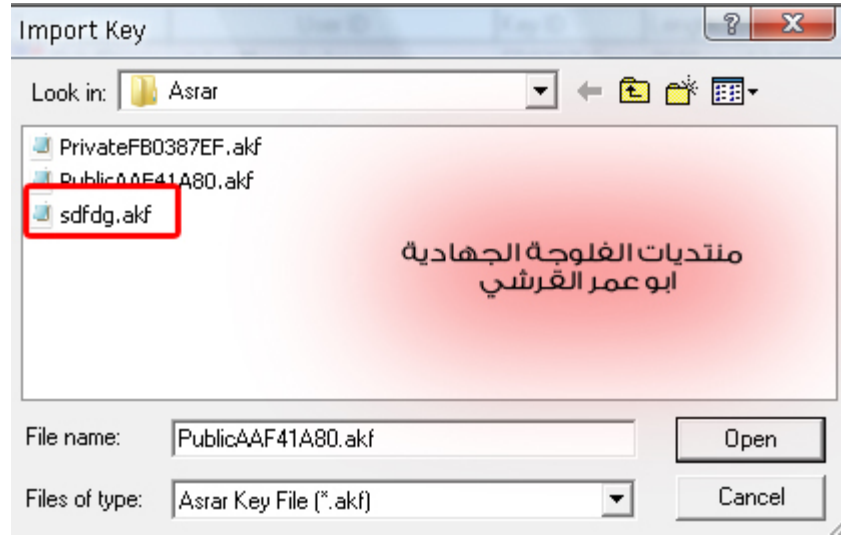 Import Key
Look in: Asrar
PrivateFB0387EF.akf
PublicAAF41A80.akf
sdfdg.akf
منتديات الفلوجة الجهادية
ابو عمر القرشي
File name: PublicAAF41A80.akf Open
Files of type: Asrar Key File (*.akf) Cancel